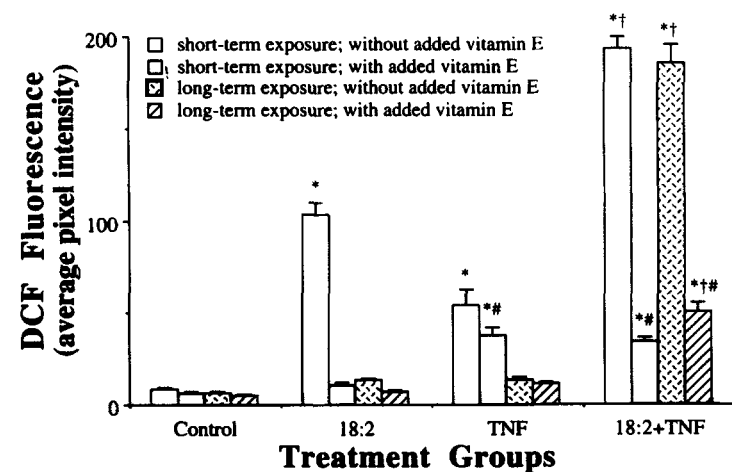 200
100
0
DCF Fluorescence
(average pixel intensity)
short-term exposure; without added vitamin E
short-term exposure; with added vitamin E
long-term exposure; without added vitamin E
long-term exposure; with added vitamin E
*
*
*#
*†
*#
*†
*†#
Control 18:2 TNF 18:2+TNF
Treatment Groups